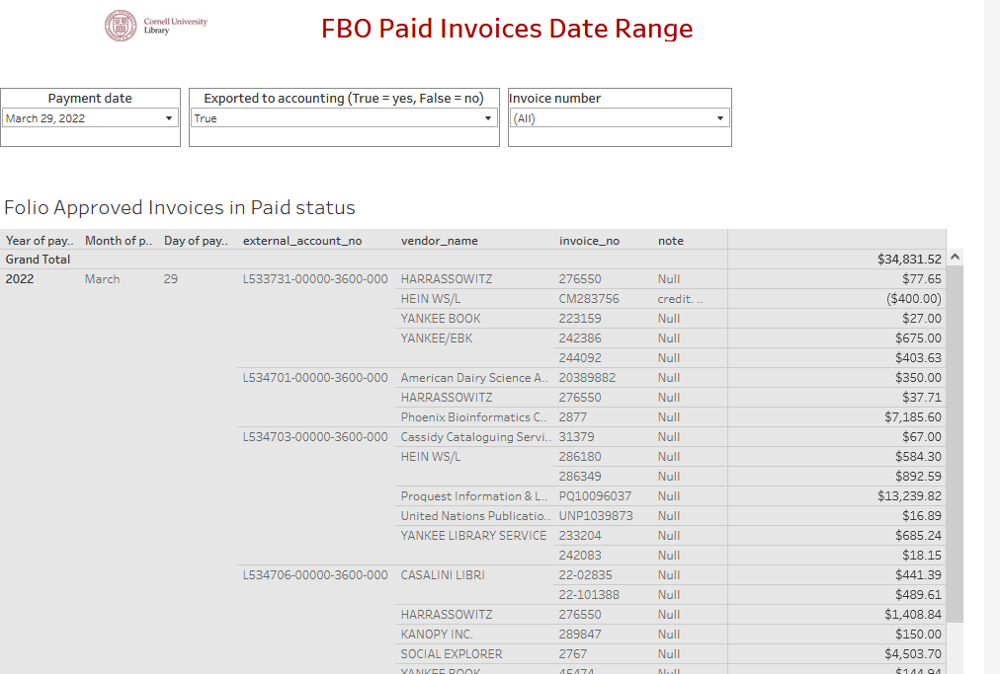 Cornell University
Library
FBO Paid Invoices Date Range
Payment date
March 29, 2022
Exported to accounting (True = yes, False = no)
True
Invoice number
(All)
Folio Approved Invoices in Paid status
Year of pay.. Month of p.. Day of pay.. external_account_no vendor_name invoice_no note
Grand Total $34,831.52
2022 March 29 L533731-00000-3600-000 HARRASSOWITZ 276550 Null $77.65
HEIN WS/L CM283756 credit. .. ($400.00)
YANKEE BOOK 223159 Null $27.00
YANKEE/EBK 242386 Null $675.00
244092 Null $403.63
L534701-00000-3600-000 American Dairy Science A.. 20389882 Null $350.00
HARRASSOWITZ 276550 Null $37.71
Phoenix Bioinformatics C.. 2877 Null $7,185.60
L534703-00000-3600-000 Cassidy Cataloguing Servi.. 31379 Null $67.00
HEIN WS/L 286180 Null $584.30
286349 Null $892.59
Proquest Information & L.. PQ10096037 Null $13,239.82
United Nations Publicatio.. UNP1039873 Null $16.89
YANKEE LIBRARY SERVICE 233204 Null $685.24
242083 Null $18.15
L534706-00000-3600-000 CASALINI LIBRI 22-02835 Null $441.39
22-101388 Null $489.61
HARRASSOWITZ 276550 Null $1,408.84
KANOPY INC. 289847 Null $150.00
SOCIAL EXPLORER 2767 Null $4,503.70
YANKEE BOOK 45474 Null $144.94